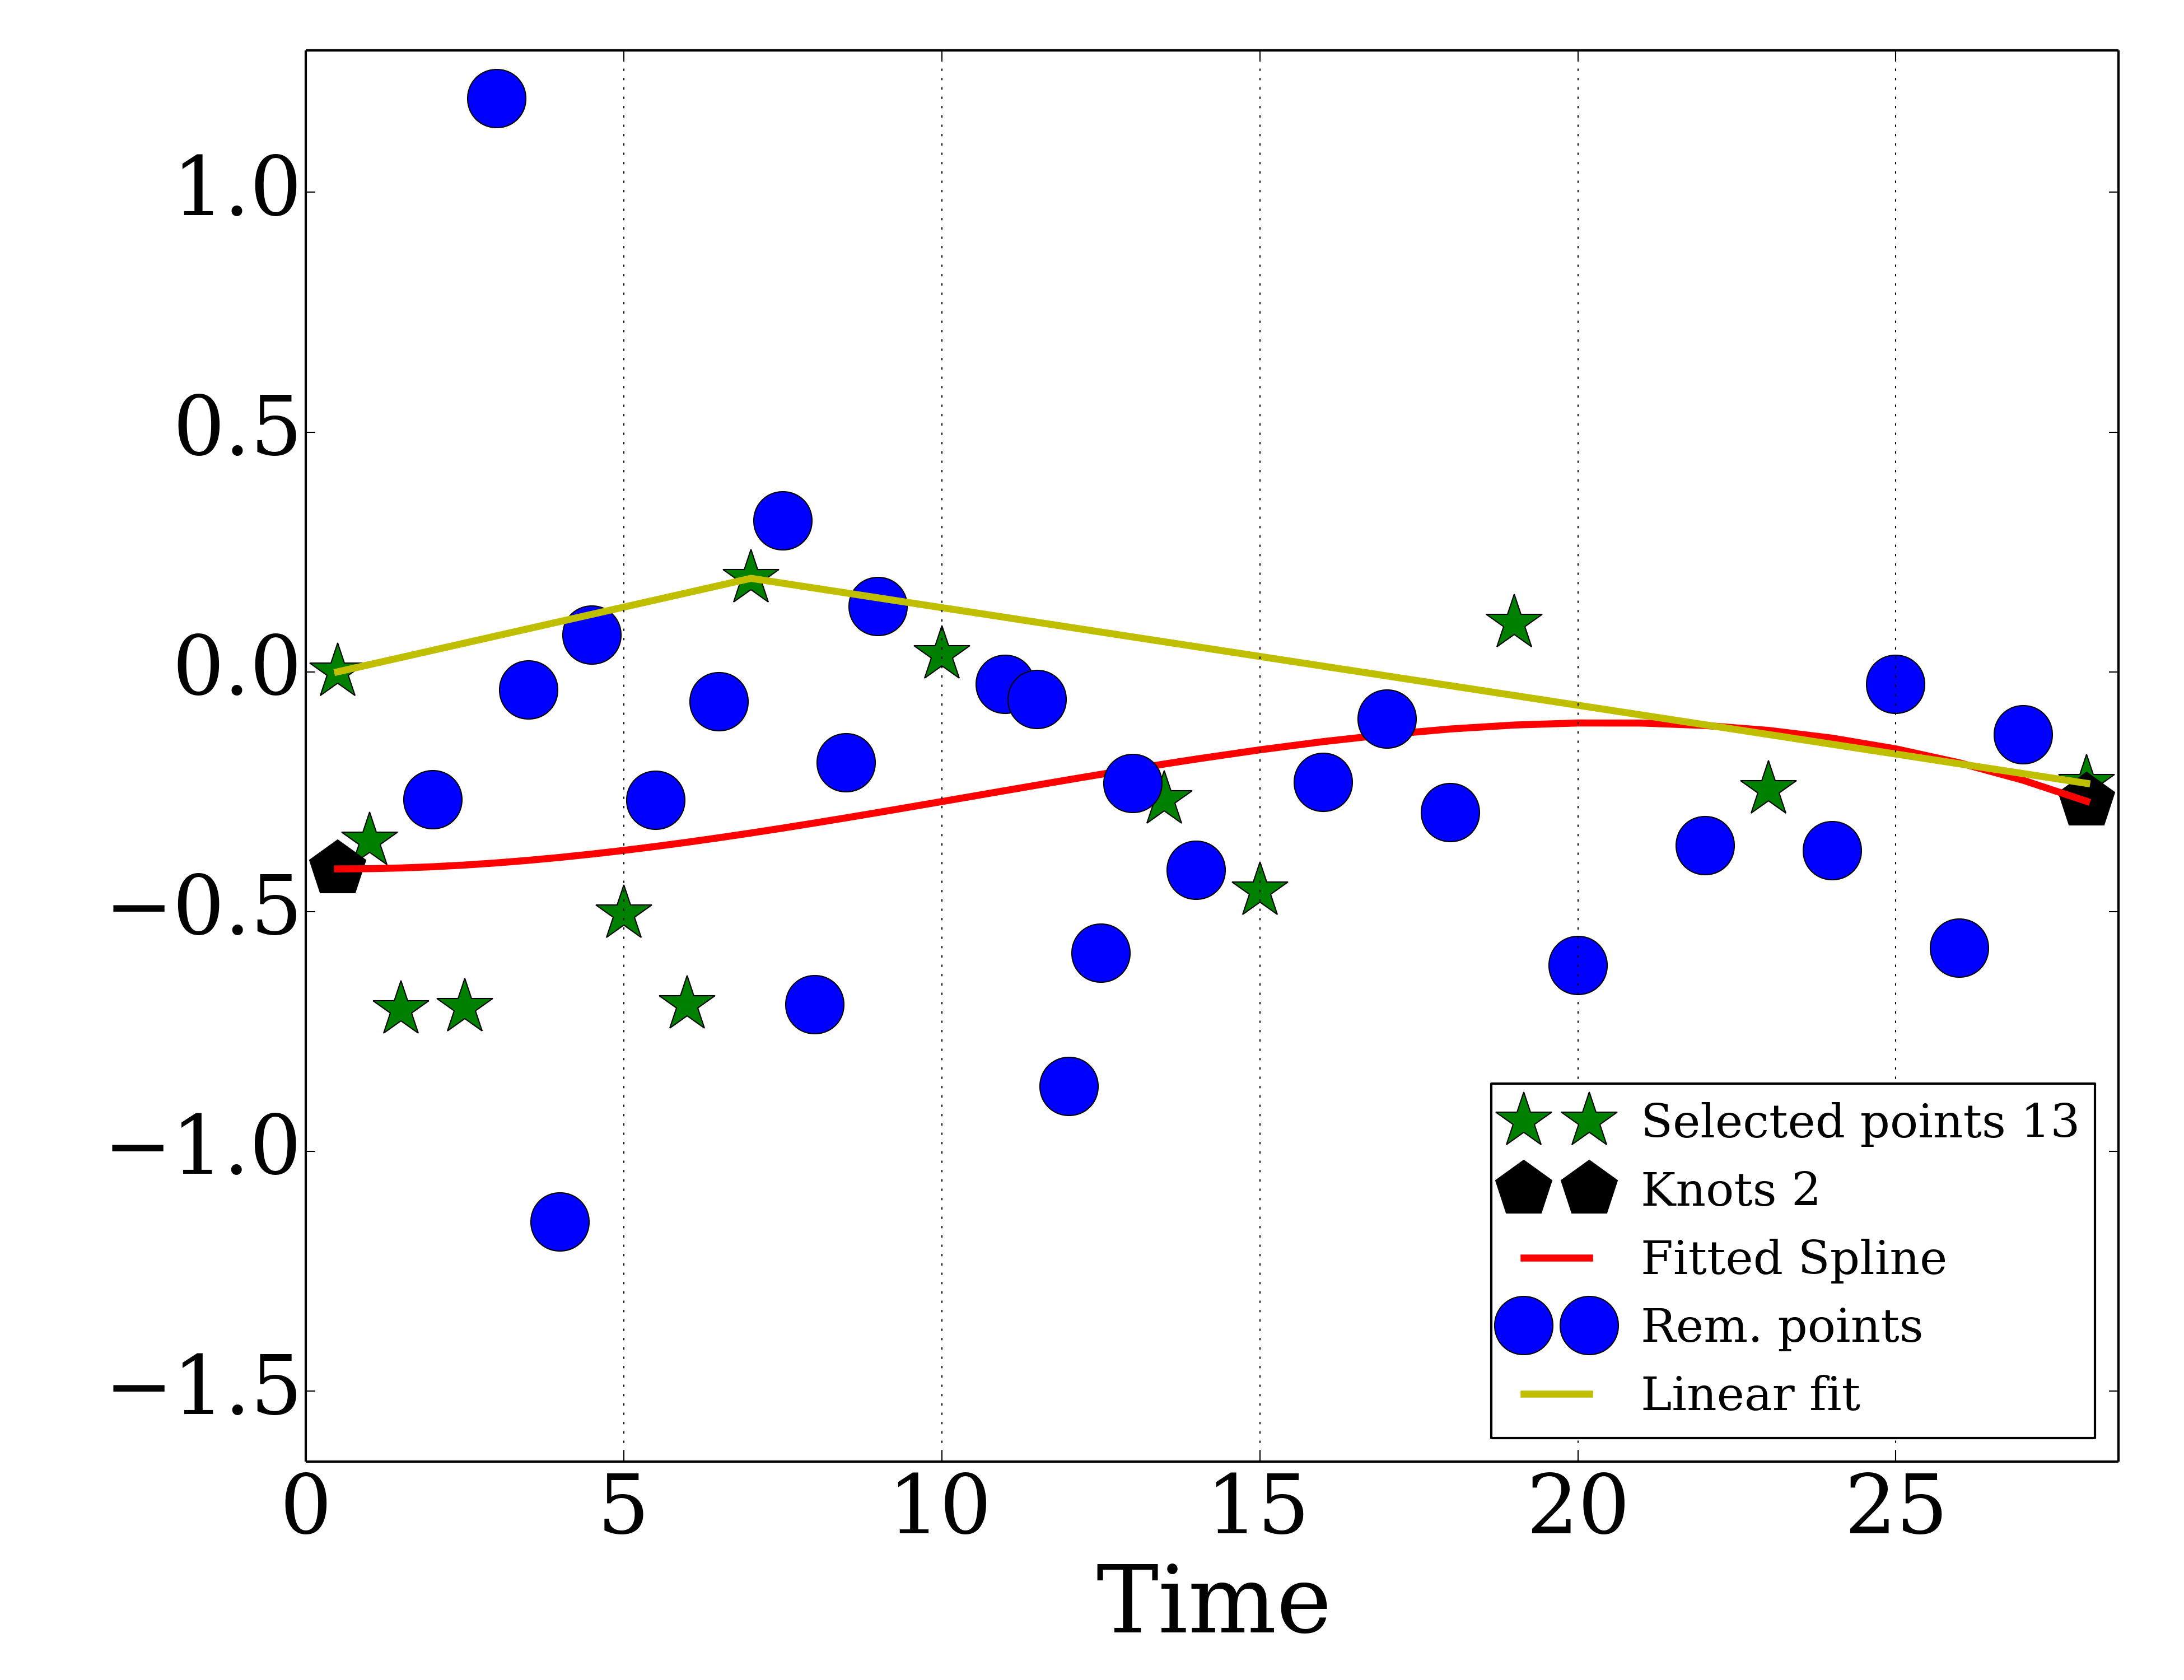 1.0
0.5
0.0
−0.5
−1.0
−1.5
0 5 10 15 20 25
Time
Selected points 13
Knots 2
Fitted Spline
Rem. points
Linear fit